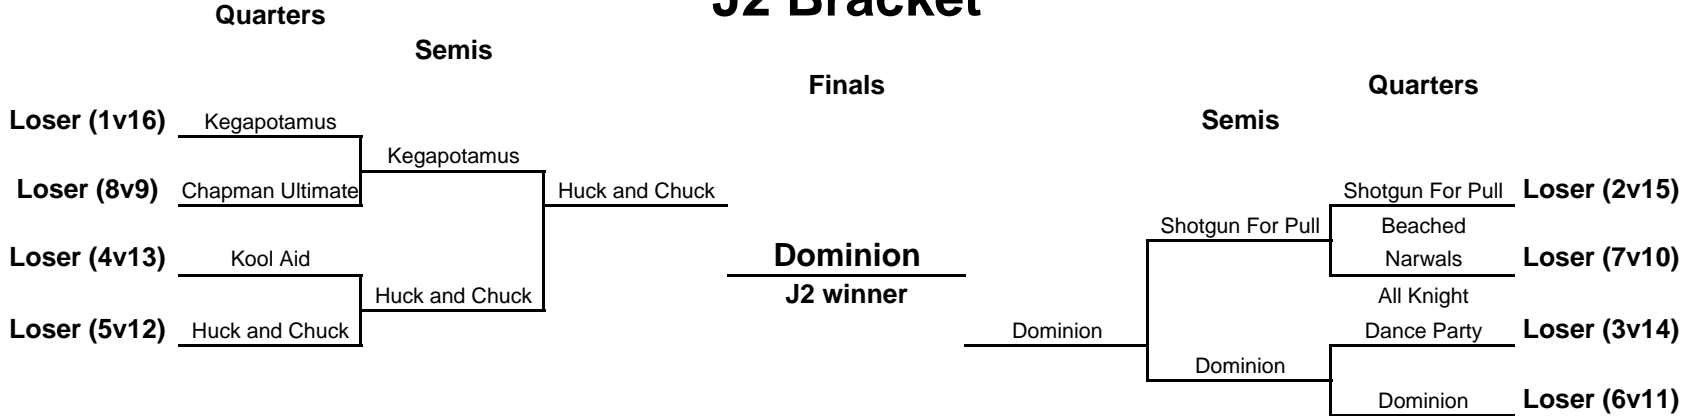 J2 Bracket
Quarters
Semis
Finals
Quarters
Semis
Loser (1v16) Kegapotamus
Kegapotamus
Loser (8v9) Chapman Ultimate
Huck and Chuck
Shotgun For Pull Loser (2v15)
Shotgun For Pull
Beached
Narwals Loser (7v10)
Loser (4v13) Kool Aid
Dominion
J2 winner
Huck and Chuck
All Knight
Dance Party Loser (3v14)
Loser (5v12) Huck and Chuck
Dominion
Dominion
Dominion Loser (6v11)